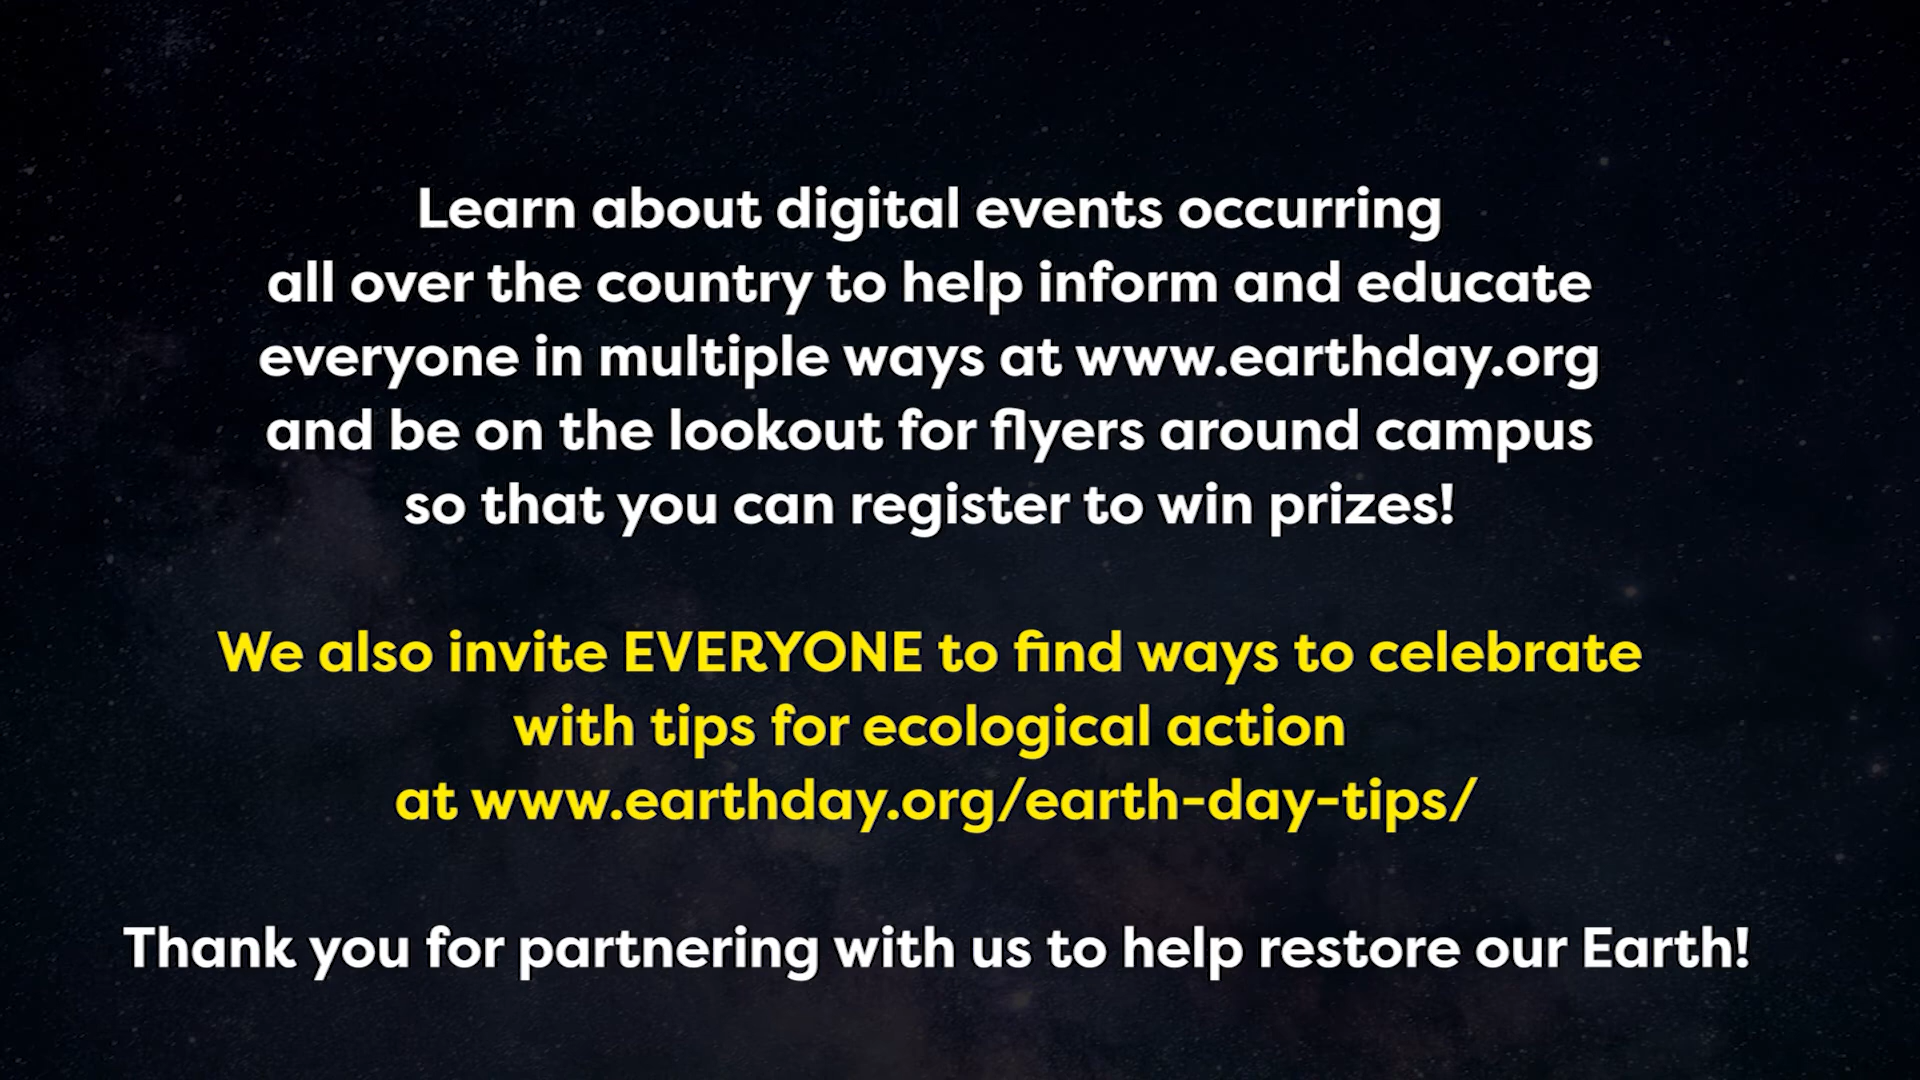 Learn about digital events occurring
all over the country to help inform and educate
everyone in multiple ways at www.earthday.org
and be on the lookout for flyers around campus
so that you can register to win prizes!
We also invite EVERYONE to find ways to celebrate
with tips for ecological action
at www.earthday.org/earth-day-tips/
Thank you for partnering with us to help restore our Earth!